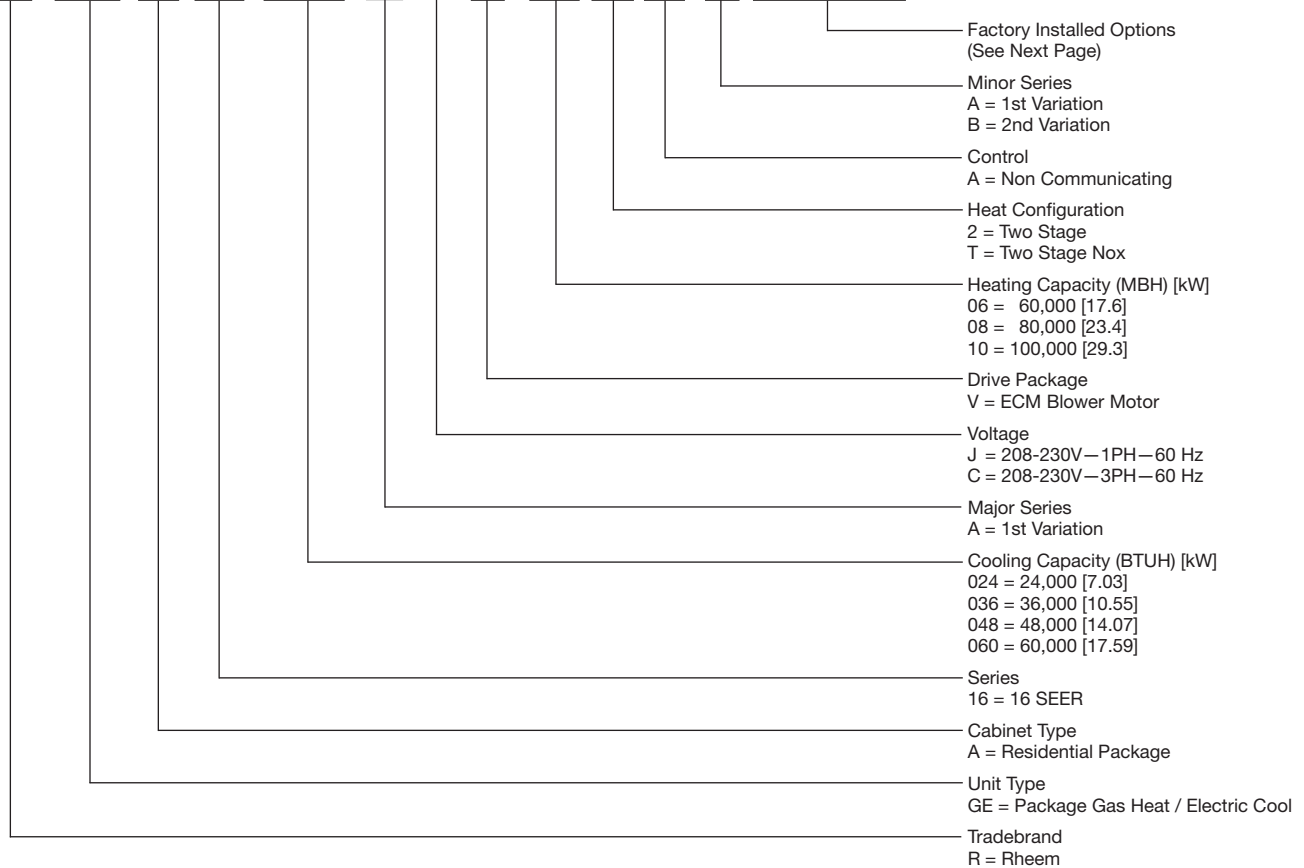 Factory Installed Options
(See Next Page)
Minor Series
A = 1st Variation
B = 2nd Variation
Control
A = Non Communicating
Heat Configuration
2 = Two Stage
T = Two Stage Nox
Heating Capacity (MBH) [kW]
06 = 60,000 [17.6]
08 = 80,000 [23.4]
10 = 100,000 [29.3]
Drive Package
V = ECM Blower Motor
Voltage
J = 208-230V—1PH—60 Hz
C = 208-230V—3PH—60 Hz
Major Series
A = 1st Variation
Cooling Capacity (BTUH) [kW]
024 = 24,000 [7.03]
036 = 36,000 [10.55]
048 = 48,000 [14.07]
060 = 60,000 [17.59]
Series
16 = 16 SEER
Cabinet Type
A = Residential Package
Unit Type
GE = Package Gas Heat / Electric Cool
Tradebrand
R = Rheem